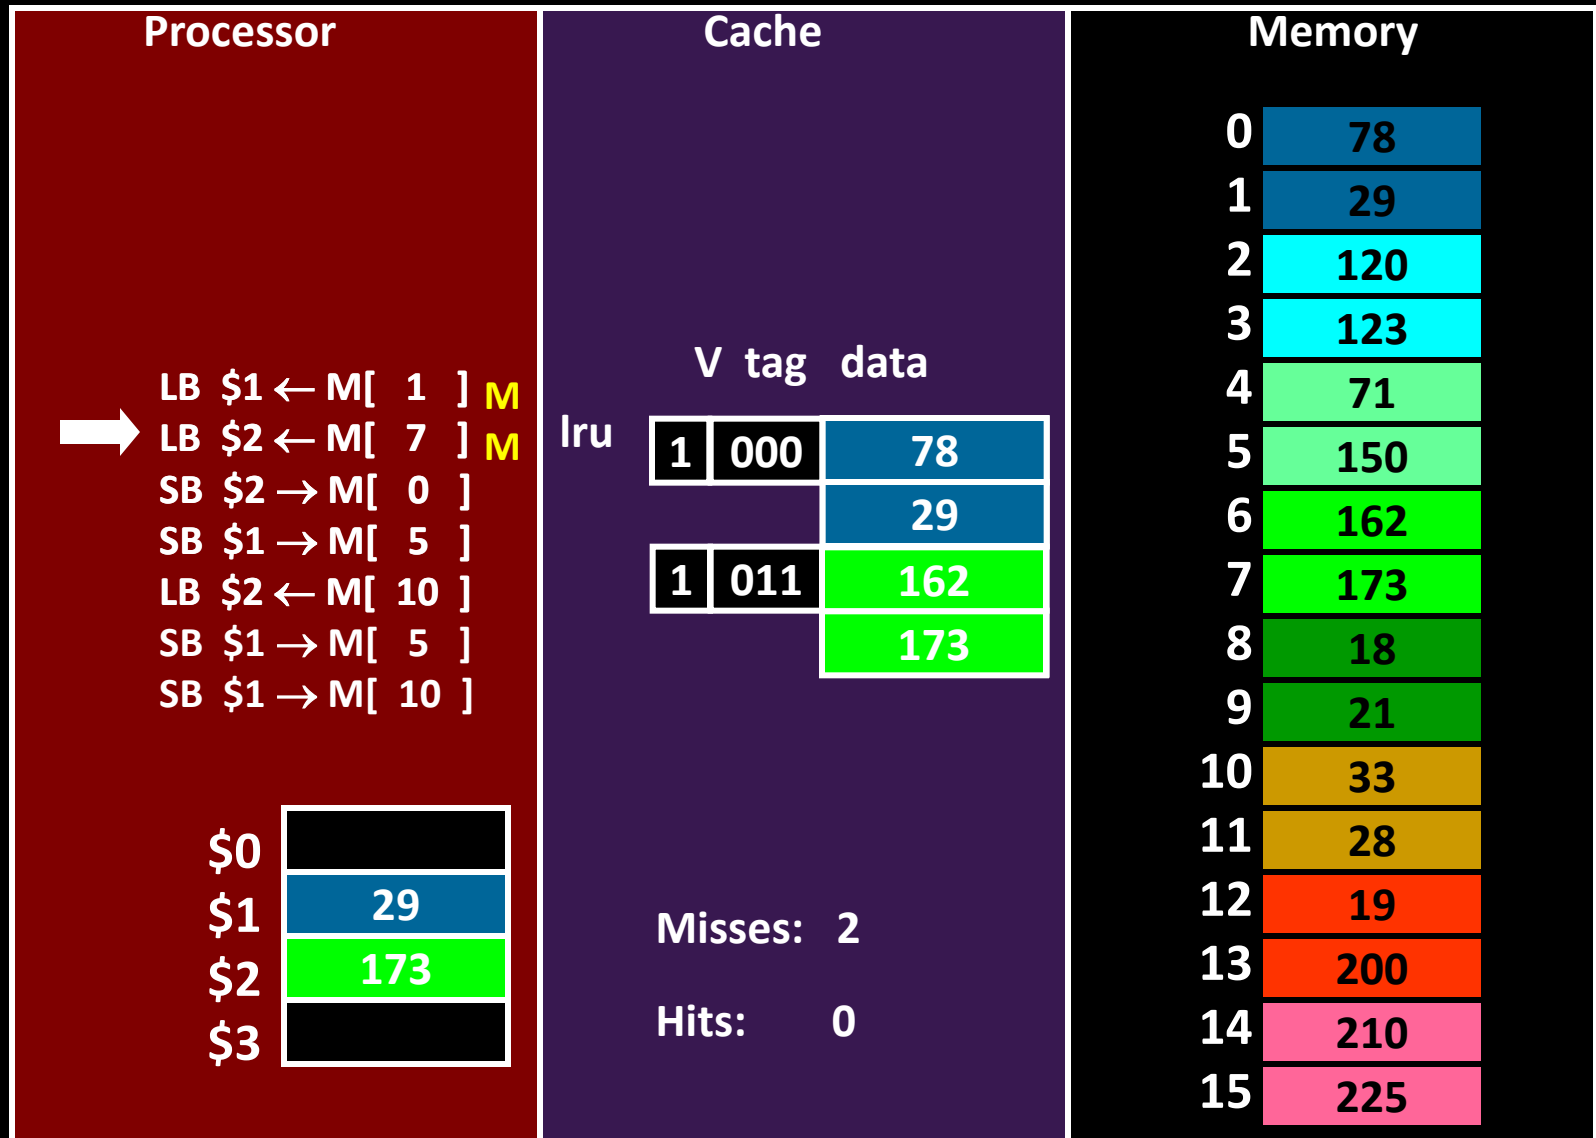 Processor
LB $1 ← M[ 1 ] M
LB $2 ← M[ 7 ] M
SB $2 → M[ 0 ]
SB $1 → M[ 5 ]
LB $2 ← M[ 10 ]
SB $1 → M[ 5 ]
SB $1 → M[ 10 ]
$0
$1 29
$2 173
$3
Cache
V tag data
lru 1 000 78
29
1 011 162
173
Misses: 2
Hits: 0
Memory
0 78
1 29
2 120
3 123
4 71
5 150
6 162
7 173
8 18
9 21
10 33
11 28
12 19
13 200
14 210
15 225